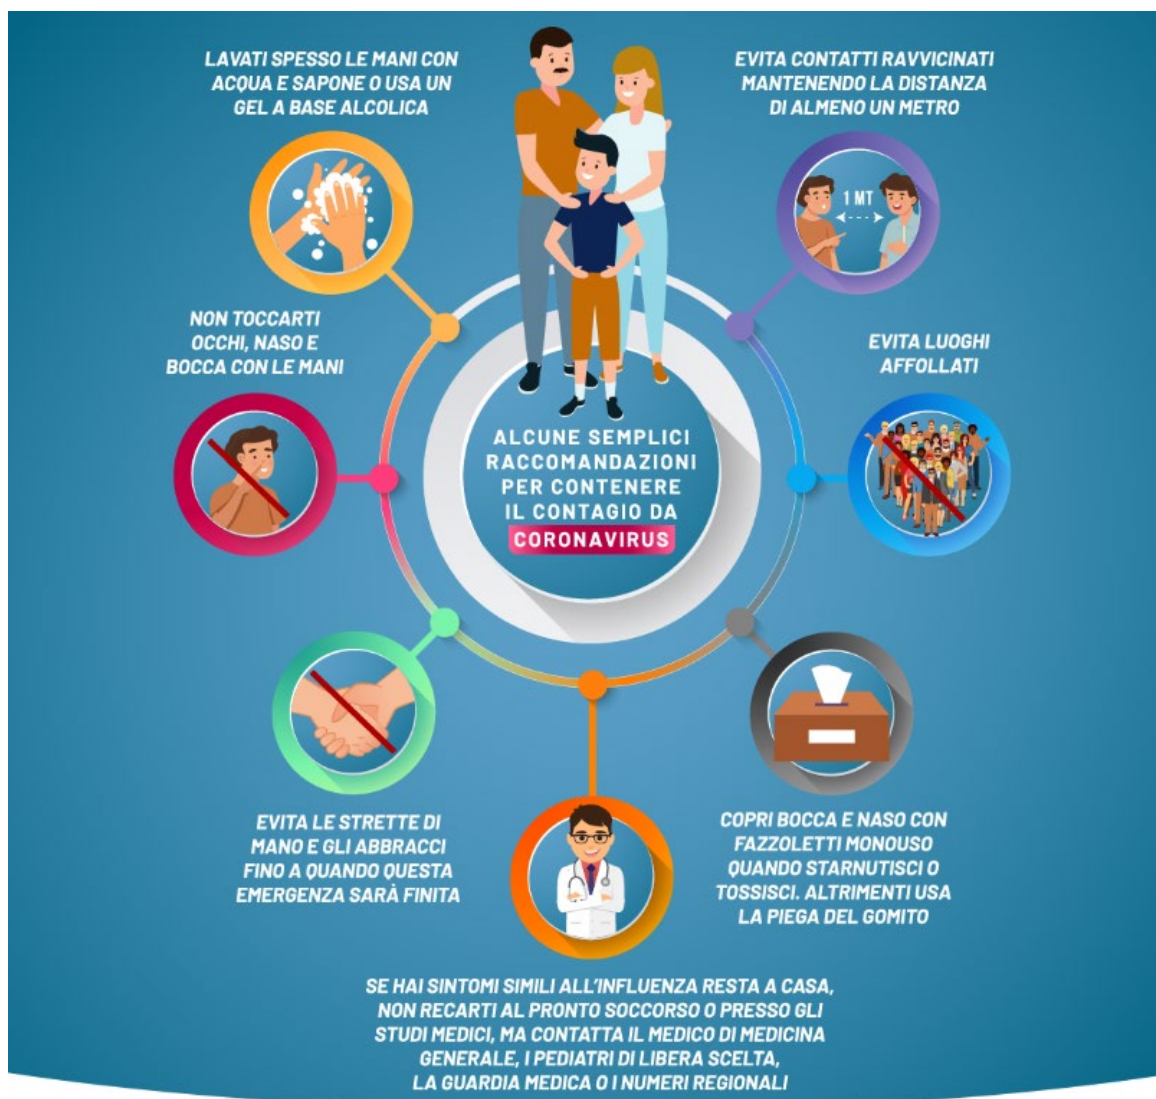 LAVATI SPESSO LE MANI CON
ACQUA E SAPONE O USA UN
GEL A BASE ALCOLICA
EVITA CONTATTI RAVVICINATI
MANTENENDO LA DISTANZA
DI ALMENO UN METRO
1 MT
NON TOCCARTI
OCCHI, NASO E
BOCCA CON LE MANI
EVITA LUOGHI
AFFOLLATI
ALCUNE SEMPLICI
RACCOMANDAZIONI
PER CONTENERE
IL CONTAGIO DA
CORONAVIRUS
EVITA LE STRETTE DI
MANO E GLI ABBRACCI
FINO A QUANDO QUESTA
EMERGENZA SARÀ FINITA
COPRI BOCCA E NASO CON
FAZZOLETTI MONOUSO
QUANDO STARNUTISCI O
TOSSISCI. ALTRIMENTI USA
LA PIEGA DEL GOMITO
SE HAI SINTOMI SIMILI ALL'INFLUENZA RESTA A CASA,
NON RECARTI AL PRONTO SOCCORSO O PRESSO GLI
STUDI MEDICI, MA CONTATTA IL MEDICO DI MEDICINA
GENERALE, I PEDIATRI DI LIBERA SCELTA,
LA GUARDIA MEDICA O I NUMERI REGIONALI